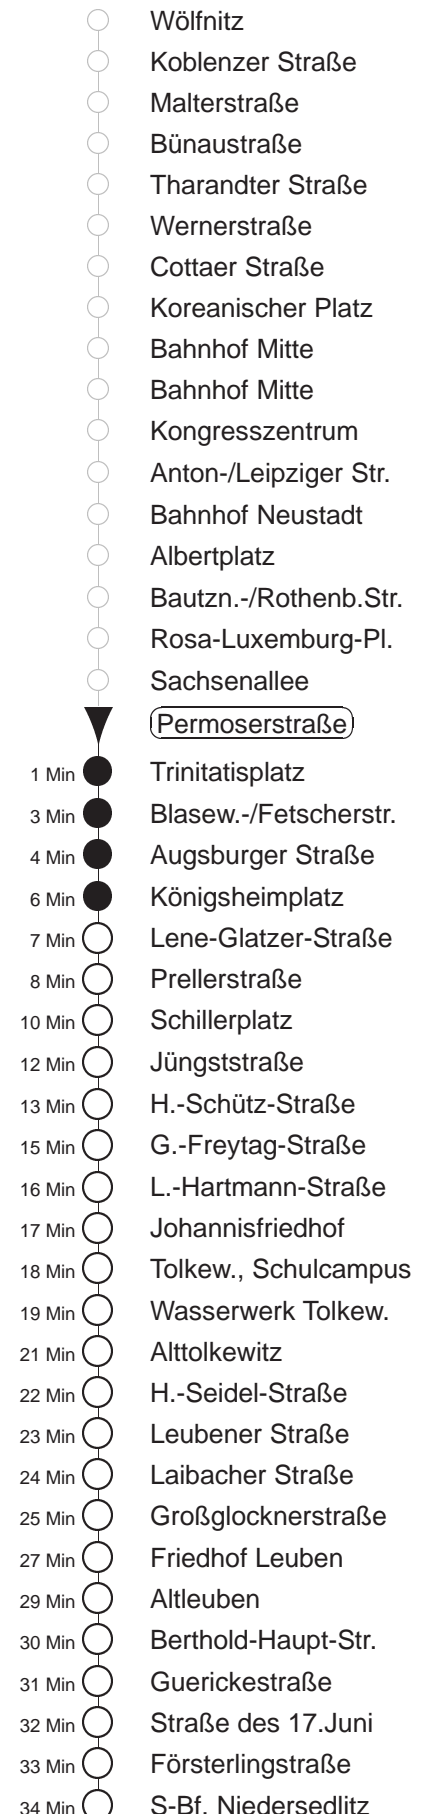 Wölfnitz
Koblenzer Straße
Malterstraße
Bünaustraße
Tharandter Straße
Wernerstraße
Cottaer Straße
Koreanischer Platz
Bahnhof Mitte
Bahnhof Mitte
Kongresszentrum
Anton-/Leipziger Str.
Bahnhof Neustadt
Albertplatz
Bautzn.-/Rothenb.Str.
Rosa-Luxemburg-Pl.
Sachsenallee
Permoserstraße
1 Min Trinitatisplatz
3 Min Blasew.-/Fetscherstr.
4 Min Augsburger Straße
6 Min Königsheimplatz
7 Min Lene-Glatzer-Straße
8 Min Prellerstraße
10 Min Schillerplatz
12 Min Jüngststraße
13 Min H.-Schütz-Straße
15 Min G.-Freytag-Straße
16 Min L.-Hartmann-Straße
17 Min Johannisfriedhof
18 Min Tolkew., Schulcampus
19 Min Wasserwerk Tolkew.
21 Min Alttolkewitz
22 Min H.-Seidel-Straße
23 Min Leubener Straße
24 Min Laibacher Straße
25 Min Großglocknerstraße
27 Min Friedhof Leuben
29 Min Altleuben
30 Min Berthold-Haupt-Str.
31 Min Guerickestraße
32 Min Straße des 17.Juni
33 Min Försterlingstraße
34 Min S-Bf. Niedersedlitz